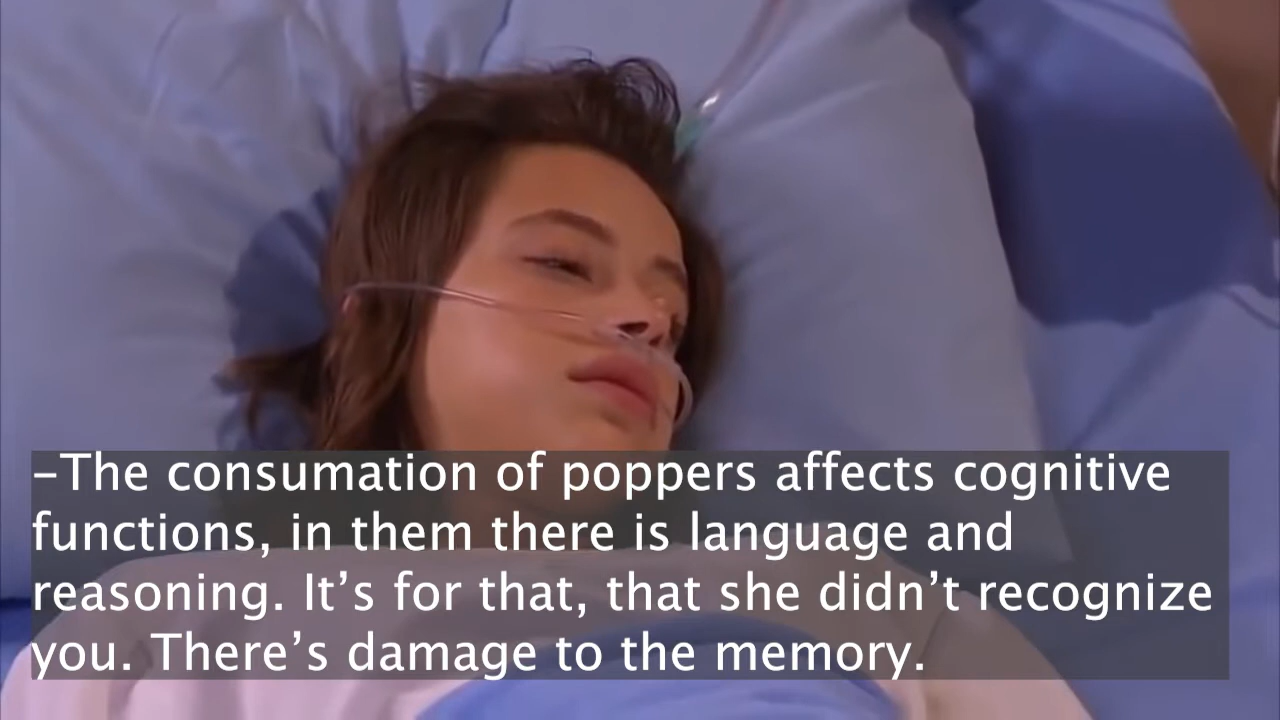 –The consumation of poppers affects cognitive
functions, in them there is language and
reasoning. It’s for that, that she didn’t recognize
you. There’s damage to the memory.